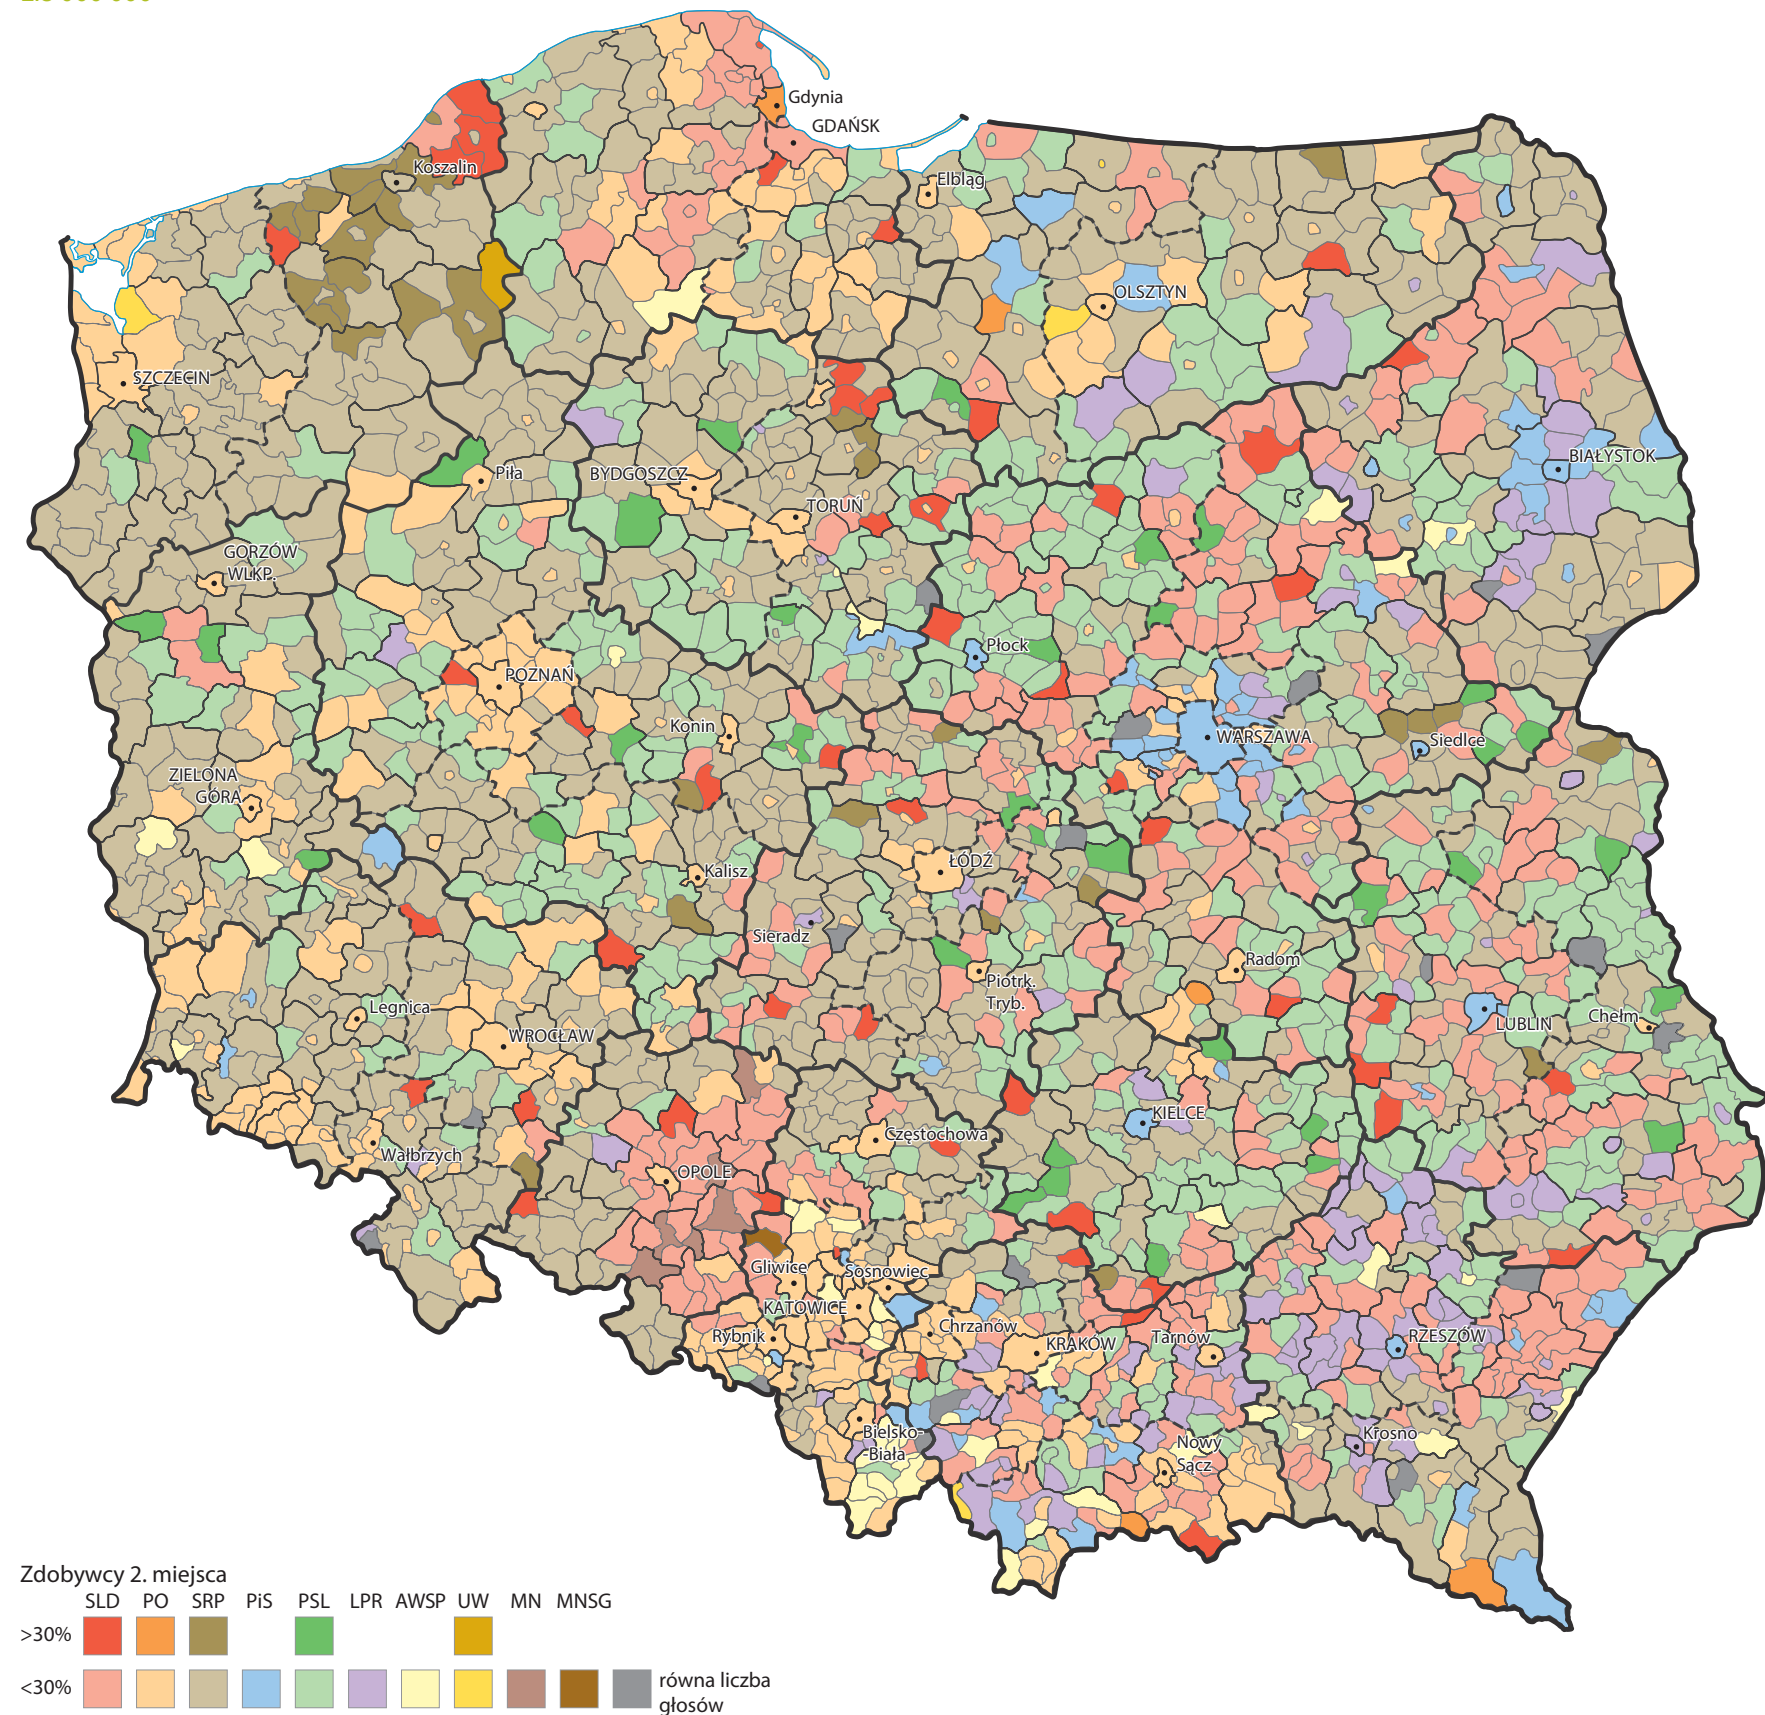 Gdynia
GDAŃSK
Koszalin
Elbląg
OLSZTYN
SZCZECIN
Piła
BYDGOSZCZ
BIAŁYSTOK
TORUŃ
GORZÓW
WLKP.
Płock
POZNAŃ
Konin
WARSZAWA
Siedlce
ZIELONA
GÓRA
ŁÓDŹ
Kalisz
Sieradz
Radom
Piotrk.
Tryb.
Legnica
WROCŁAW
LUBLIN
Chełm
KIELCE
Częstochowa
Wałbrzych
OPOLE
Gliwice
Sosnowiec
KATOWICE
Chrzanów
Rybnik
KRAKÓW
Tarnów
RZESZÓW
Bielsko-
-Biała
Nowy
Sącz
Krosno
Zdobywcy 2. miejsca
SLD PO SRP PiS PSL LPR AWSP UW MN MNSG
>30%
<30% równa liczba
głosów